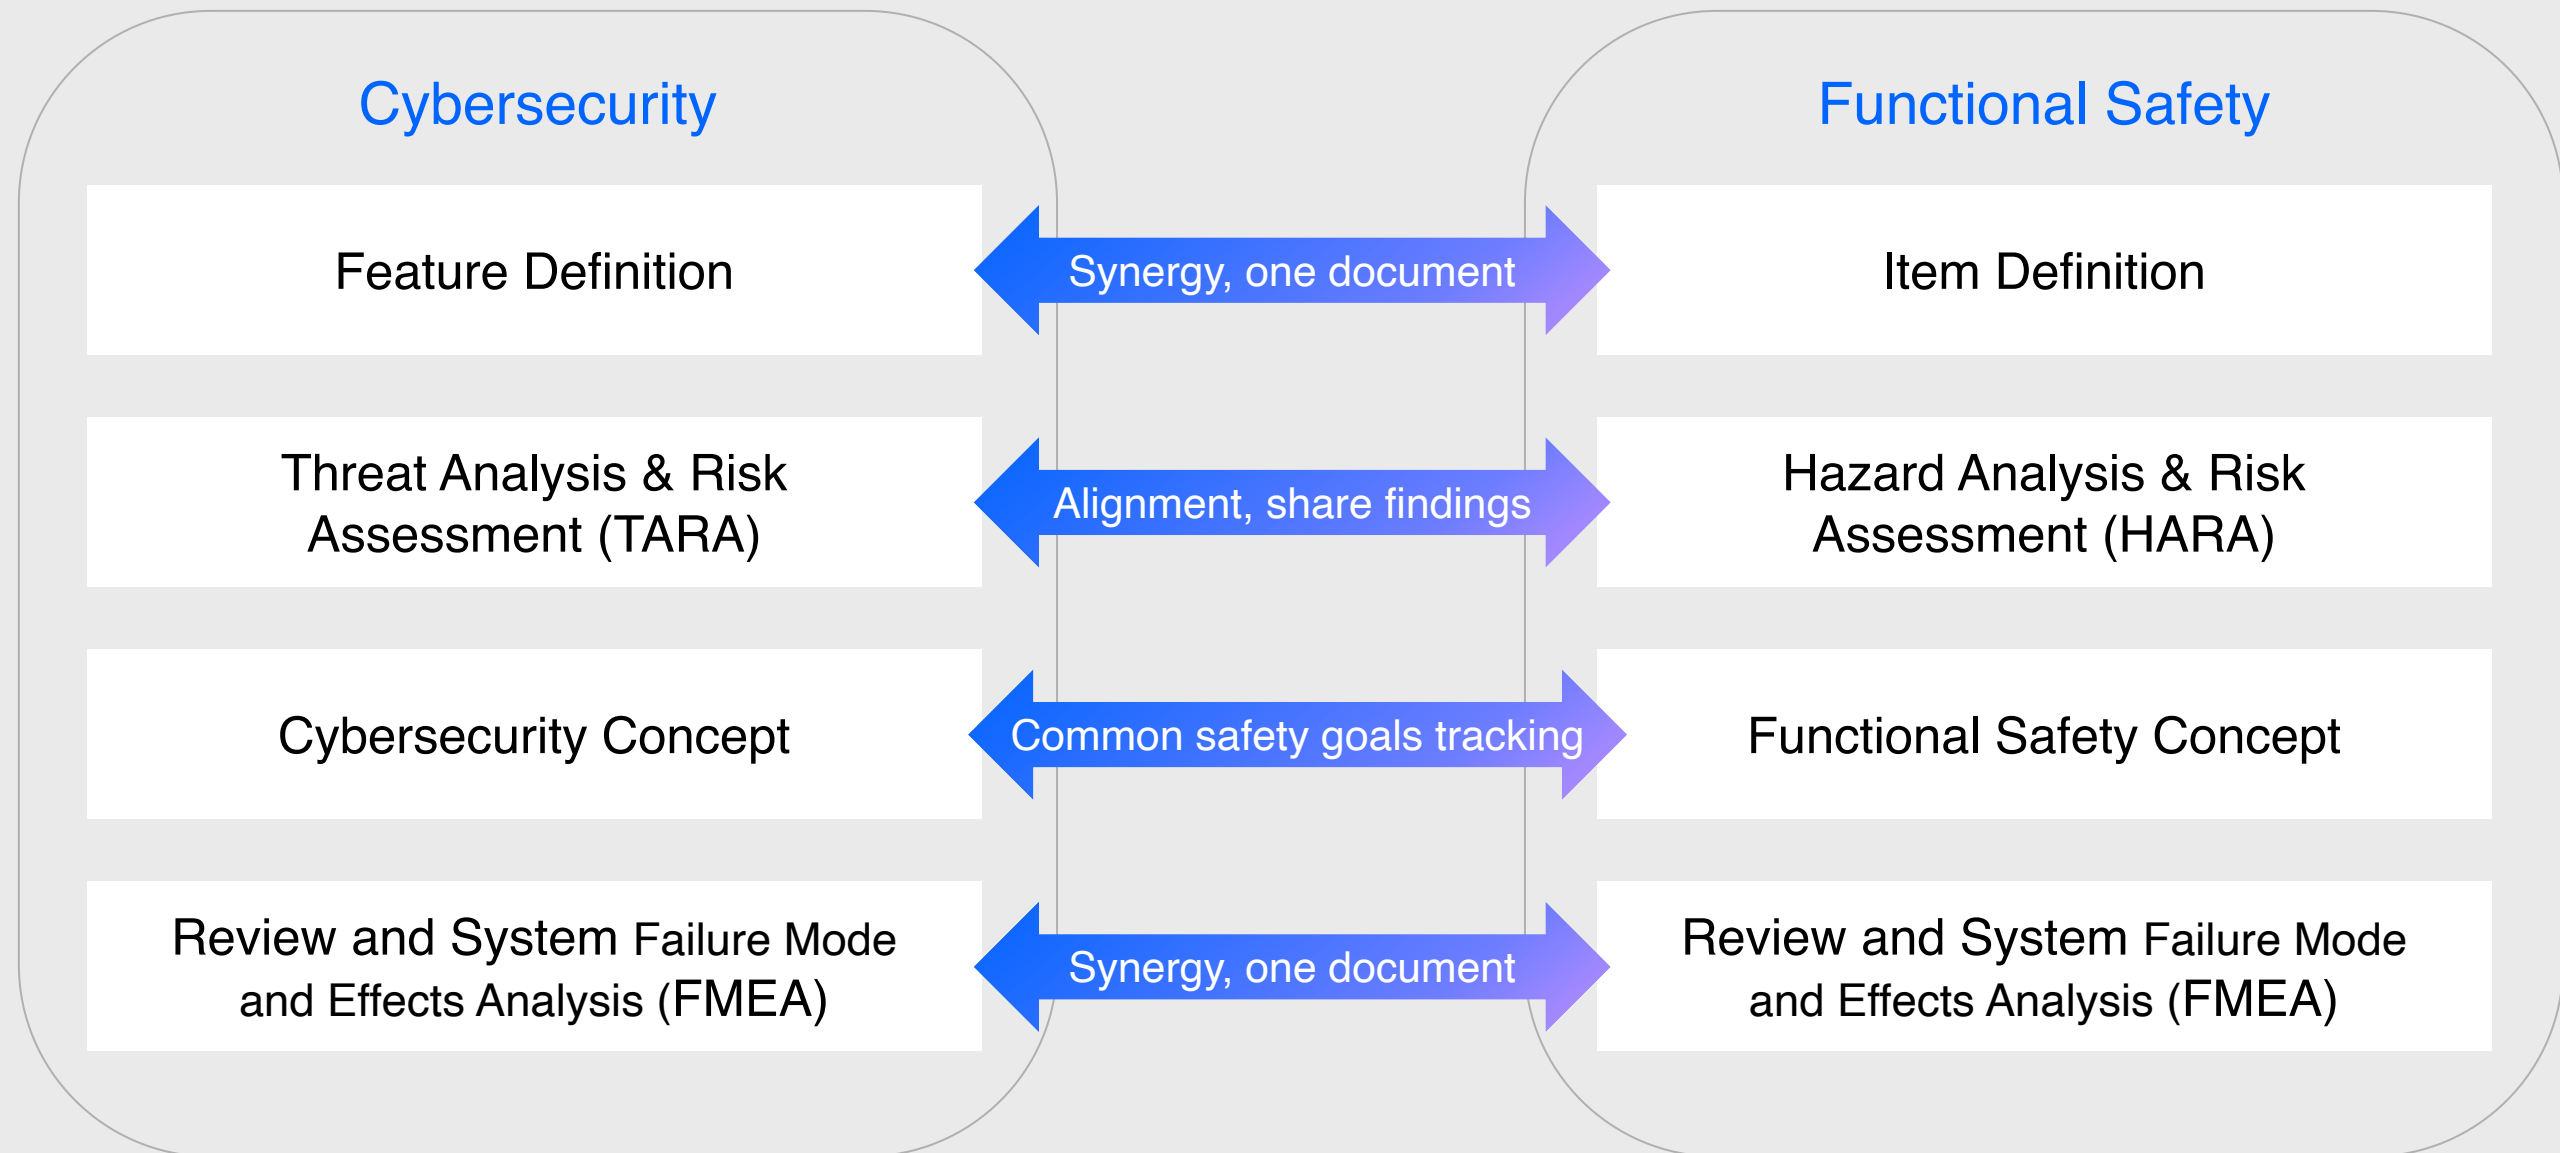 Cybersecurity
Functional Safety
Feature Definition
Synergy, one document
Item Definition
Threat Analysis & Risk
Assessment (TARA)
Alignment, share findings
Hazard Analysis & Risk
Assessment (HARA)
Cybersecurity Concept
Common safety goals tracking
Functional Safety Concept
Review and System Failure Mode
and Effects Analysis (FMEA)
Synergy, one document
Review and System Failure Mode
and Effects Analysis (FMEA)